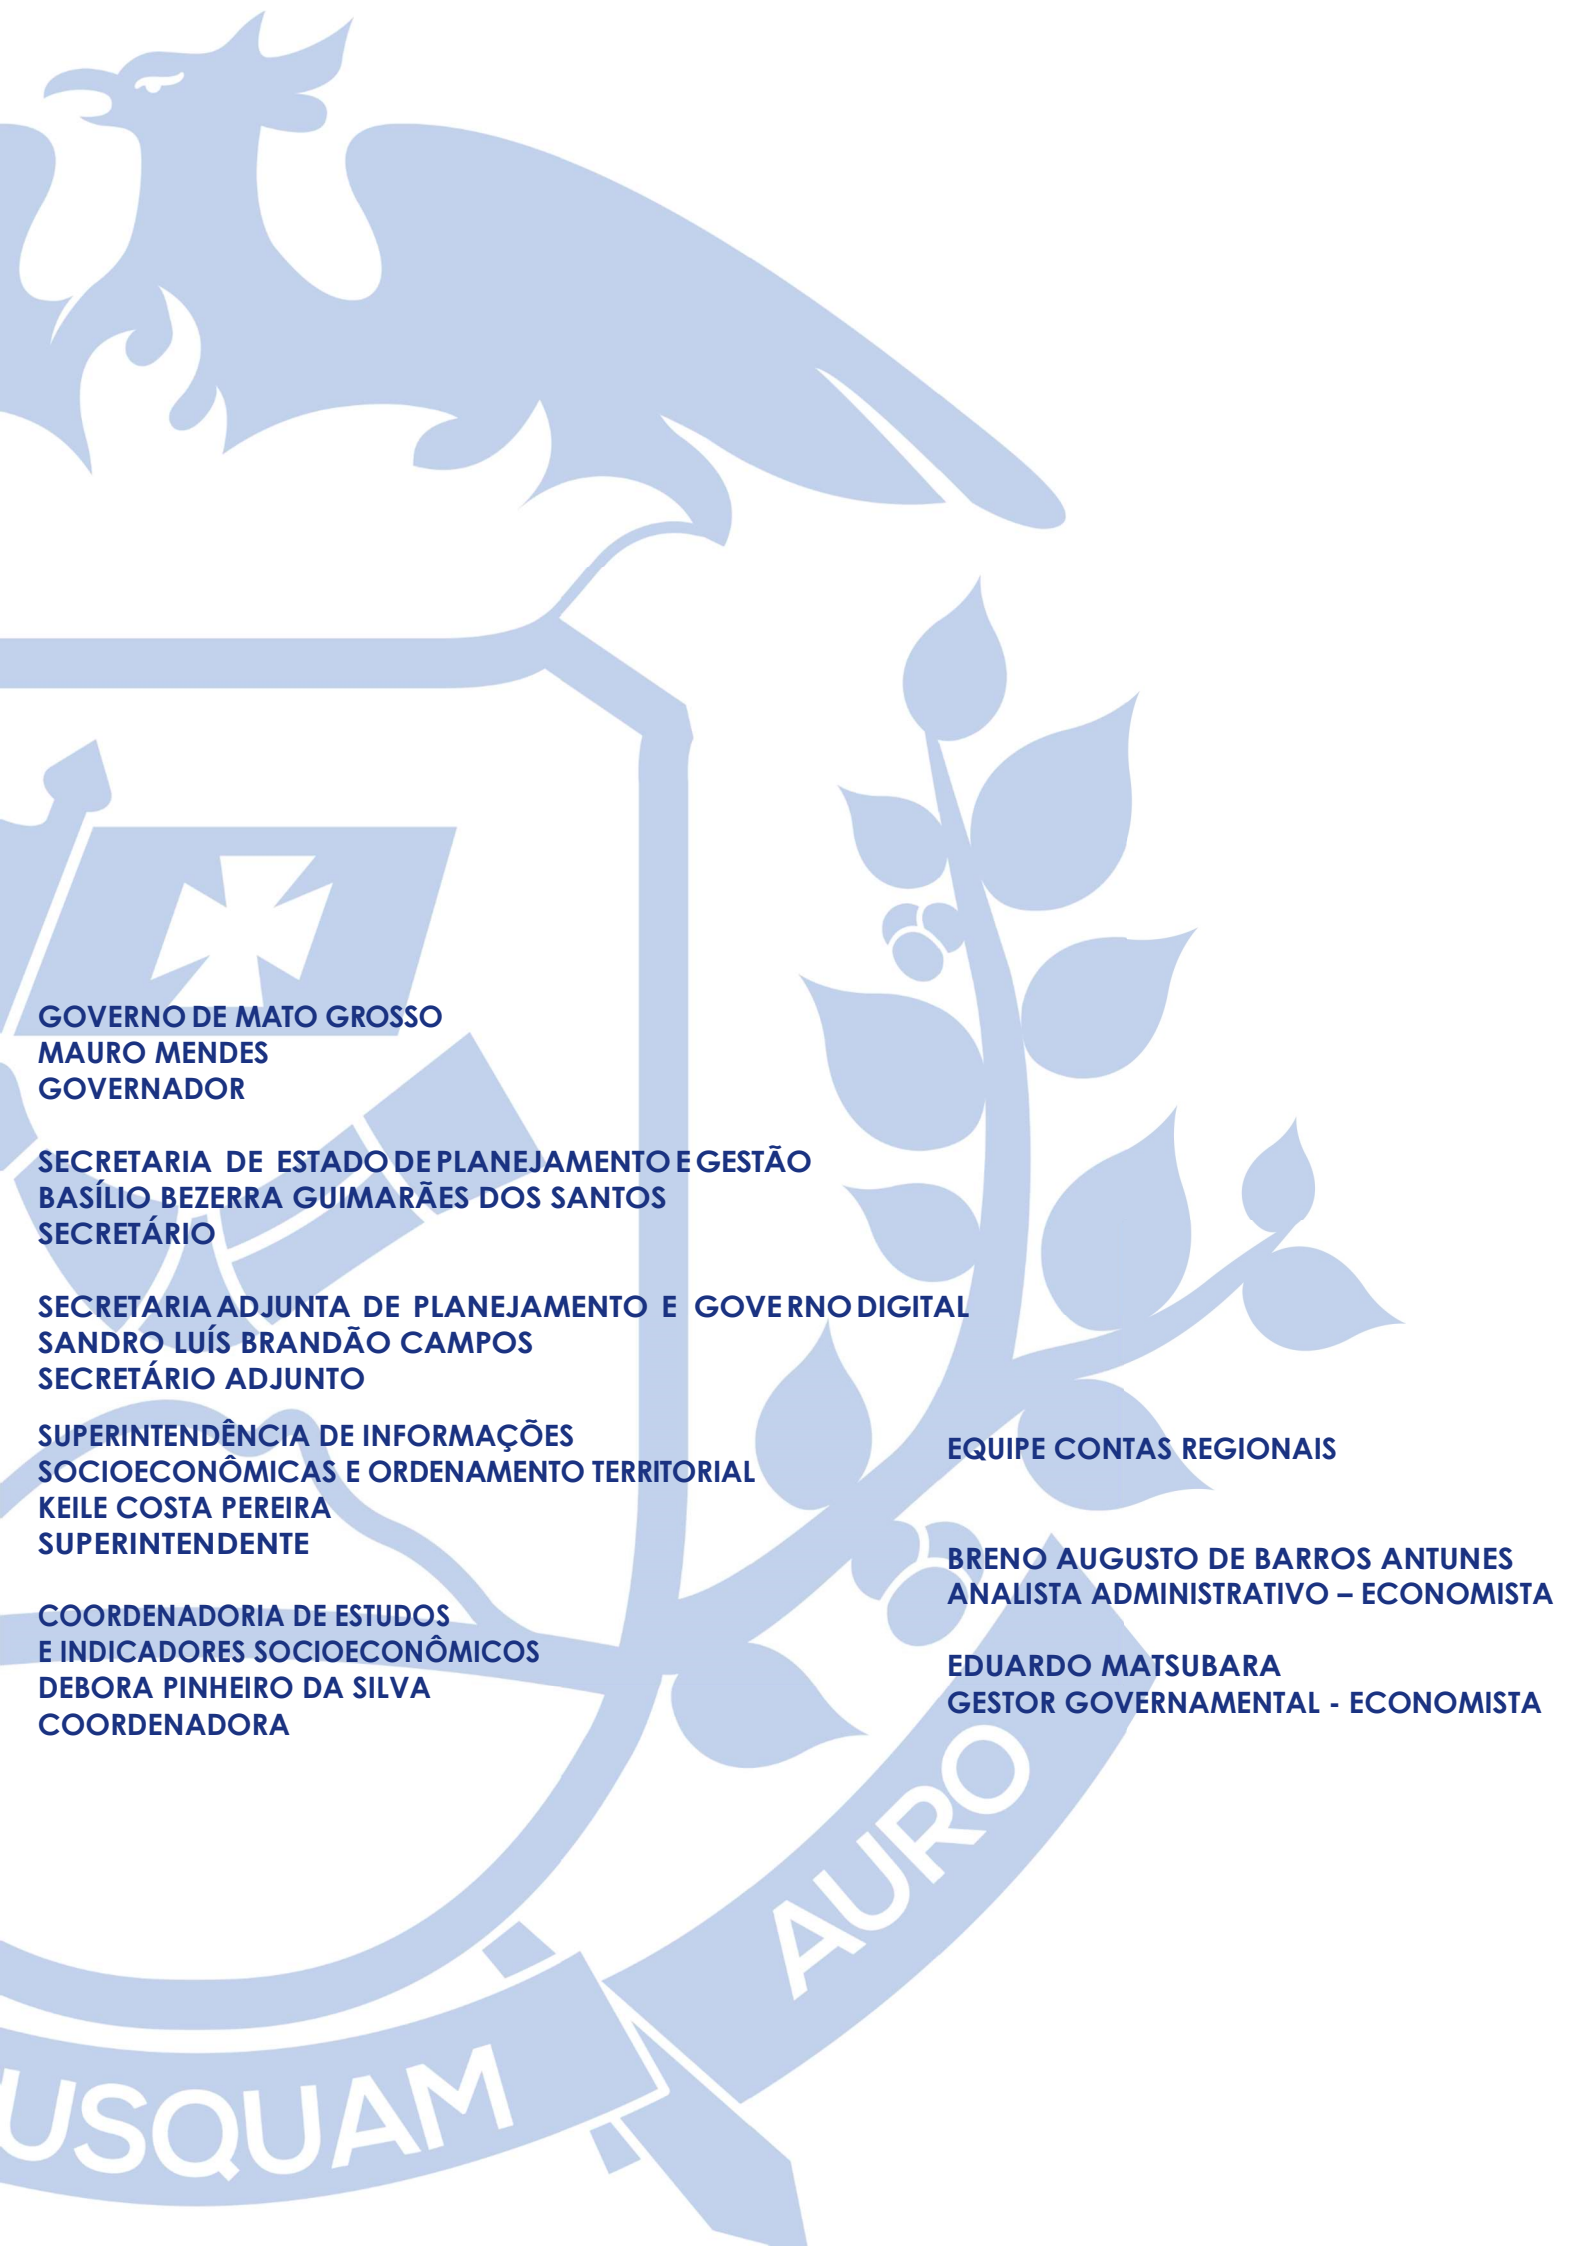 GOVERNO DE MATO GROSSO
MAURO MENDES
GOVERNADOR
SECRETARIA DE ESTADO DE PLANEJAMENTO E GESTÃO
BASÍLIO BEZERRA GUIMARÃES DOS SANTOS
SECRETÁRIO
SECRETARIA ADJUNTA DE PLANEJAMENTO E GOVERNO DIGITAL
SANDRO LUÍS BRANDÃO CAMPOS
SECRETÁRIO ADJUNTO
SUPERINTENDÊNCIA DE INFORMAÇÕES
SOCIOECONÔMICAS E ORDENAMENTO TERRITORIAL
KEILE COSTA PEREIRA
SUPERINTENDENTE
COORDENADORIA DE ESTUDOS
E INDICADORES SOCIOECONÔMICOS
DEBORA PINHEIRO DA SILVA
COORDENADORA
EQUIPE CONTAS REGIONAIS
BRENO AUGUSTO DE BARROS ANTUNES
ANALISTA ADMINISTRATIVO – ECONOMISTA
EDUARDO MATSUBARA
GESTOR GOVERNAMENTAL - ECONOMISTA
USQUAM
AURO